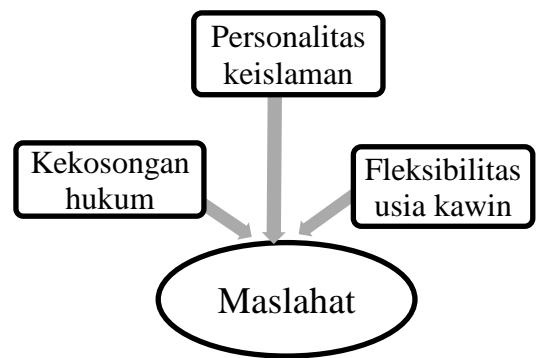 Personalitas
keislaman
Kekosongan
hukum
Fleksibilitas
usia kawin
Maslahat